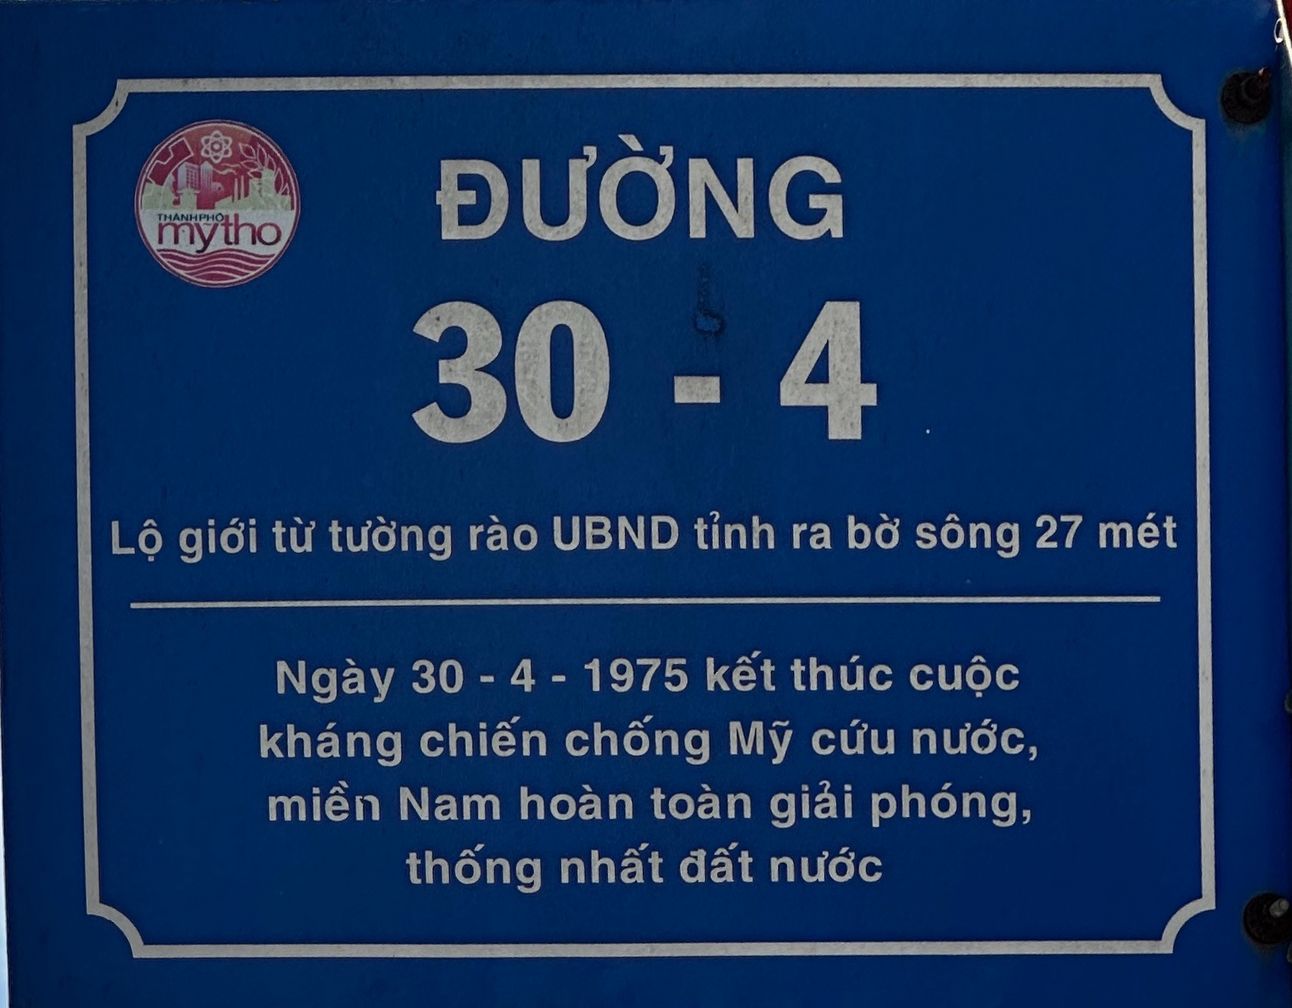 THÀNH PHỐ
mỹ tho
ĐƯỜNG
30 - 4
Lộ giới từ tường rào UBND tỉnh ra bờ sông 27 mét
Ngày 30 - 4 - 1975 kết thúc cuộc
kháng chiến chống Mỹ cứu nước,
miền Nam hoàn toàn giải phóng,
thống nhất đất nước